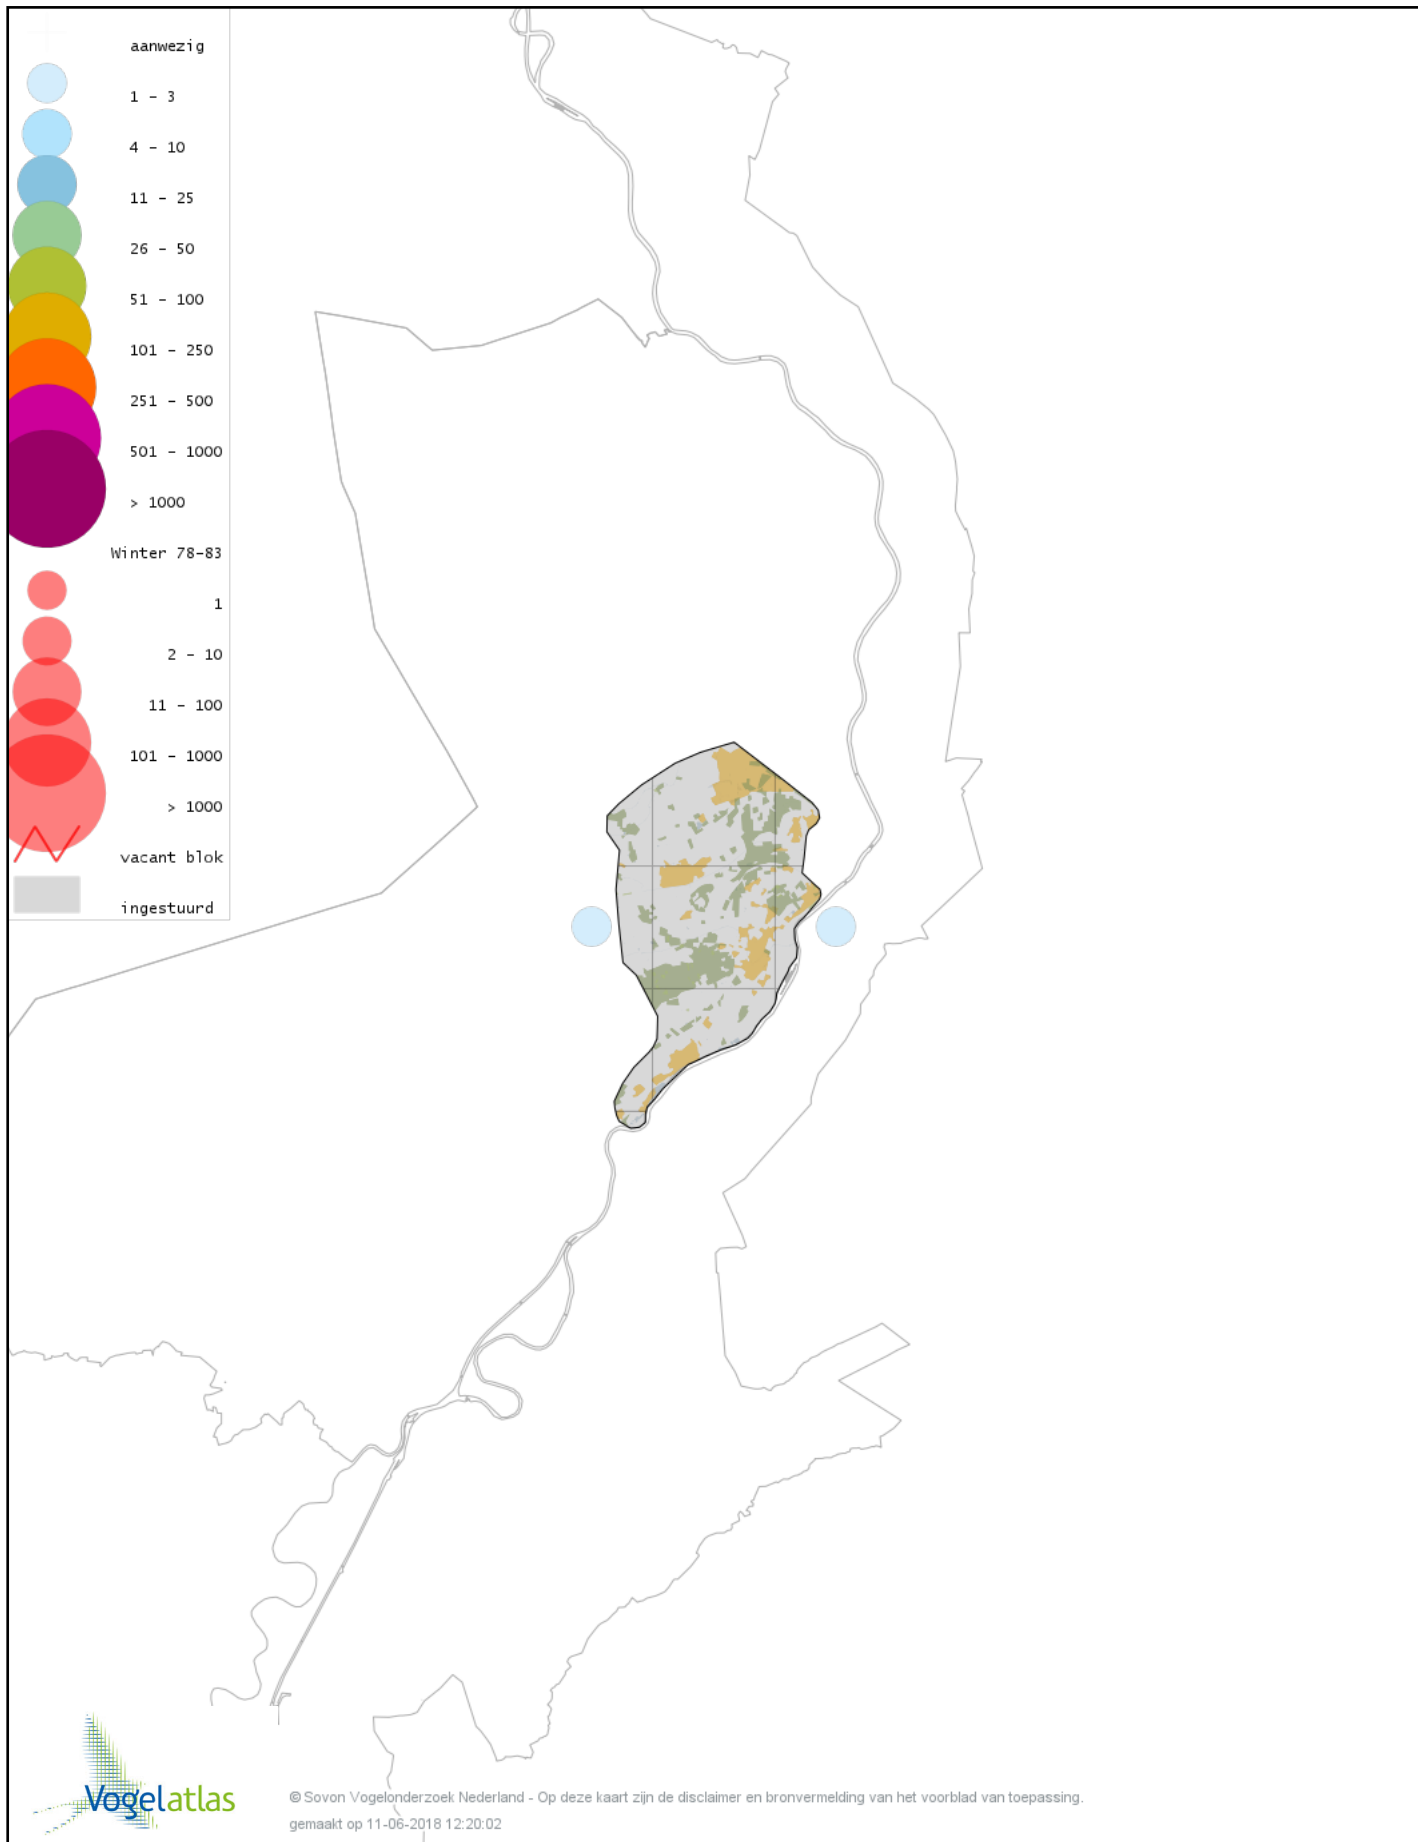 aanwezig
1 - 3
4 - 10
11 - 25
26 - 50
51 - 100
101 - 250
251 - 500
501 - 1000
> 1000
Winter 78-83
1
2 - 10
11 - 100
101 - 1000
> 1000
vacant blok
ingestuurd
Vogelatlas
© Sovon Vogelonderzoek Nederland - Op deze kaart zijn de disclaimer en bronvermelding van het voorblad van toepassing.
gemaakt op 11-06-2018 12:20:02